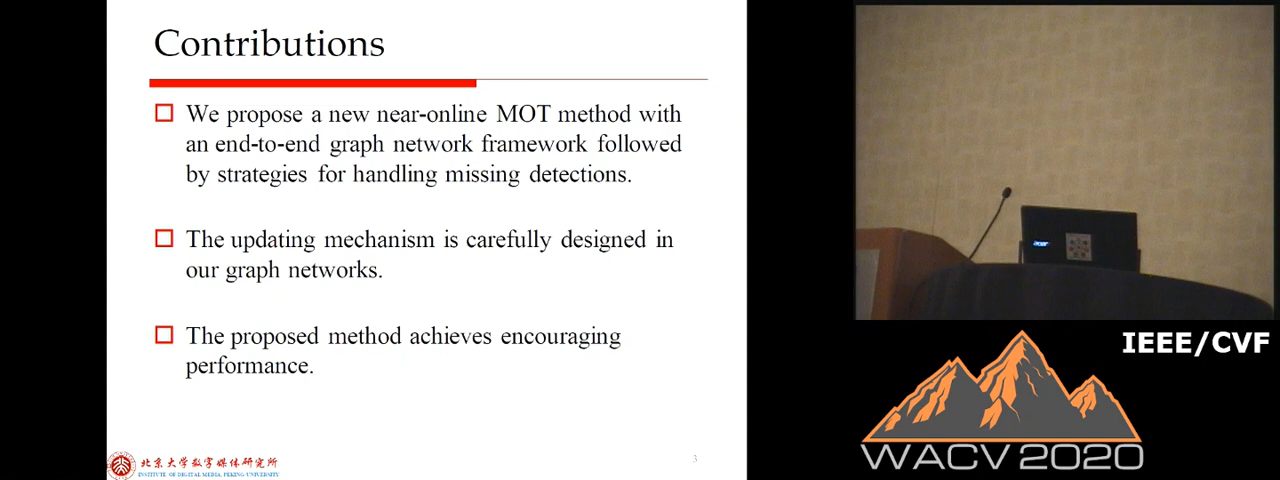 Contributions
We propose a new near-online MOT method with
an end-to-end graph network framework followed
by strategies for handling missing detections.
The updating mechanism is carefully designed in
our graph networks.
The proposed method achieves encouraging
performance.
北京大学数字媒体研究所
INSTITUTE OF DIGITAL MEDIA, PEKING UNIVERSITY
3
acer
IEEE/CVF
WACV 2020